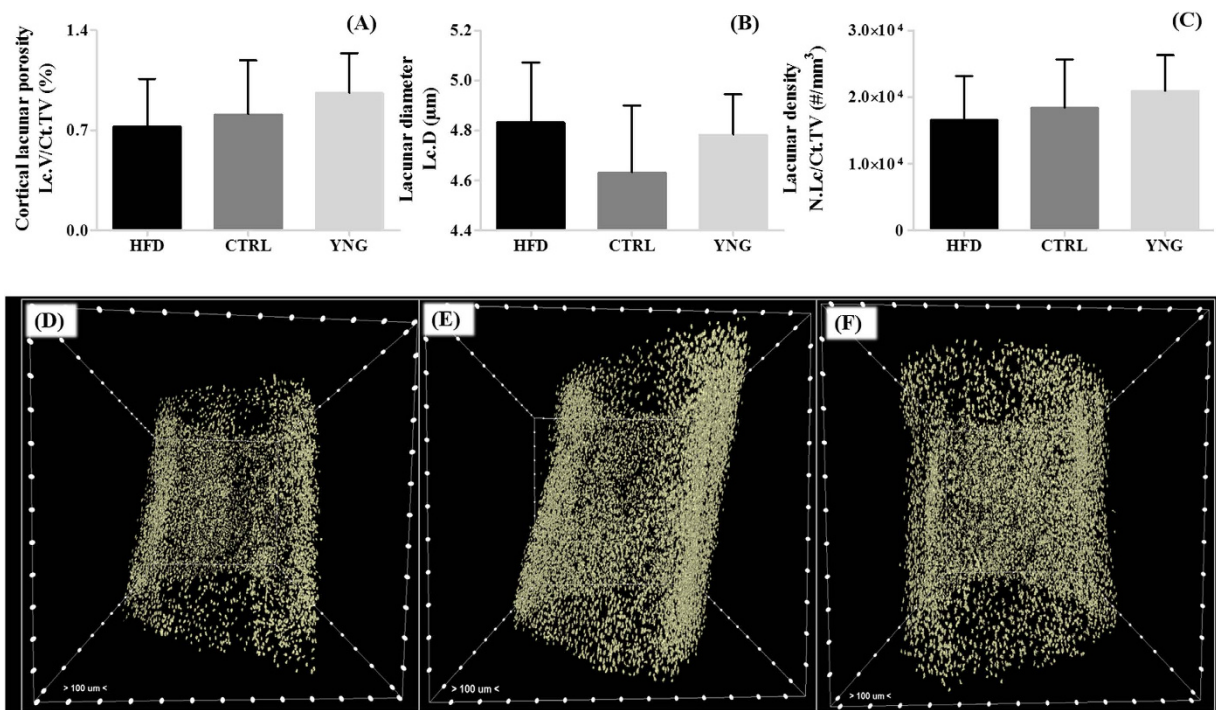 (A)
Cortical lacunar porosity
Lc.V/Ct.TV (%)
1.4
0.7
0.0
HFD CTRL YNG
(B)
Lacunar diameter
Lc.D (µm)
5.2
5.0
4.8
4.6
4.4
HFD CTRL YNG
(C)
Lacunar density
N.Lc/Ct.TV (#/mm³)
3.0×10⁴
2.0×10⁴
1.0×10⁴
0
HFD CTRL YNG
(D)
> 100 um <
(E)
> 100 um <
(F)
> 100 um <